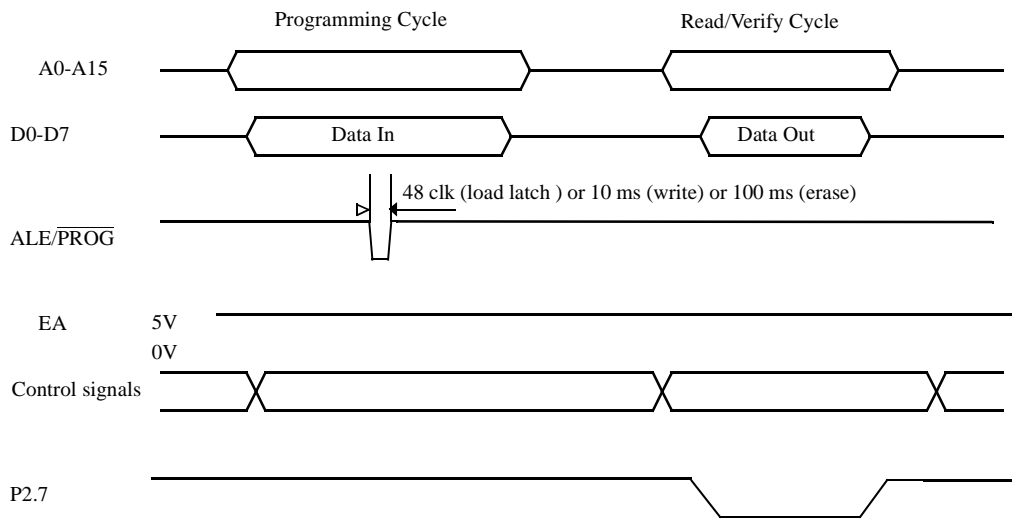 Programming Cycle
Read/Verify Cycle
A0-A15
D0-D7
Data In
Data Out
48 clk (load latch ) or 10 ms (write) or 100 ms (erase)
ALE/PROG
EA
5V
0V
Control signals
P2.7